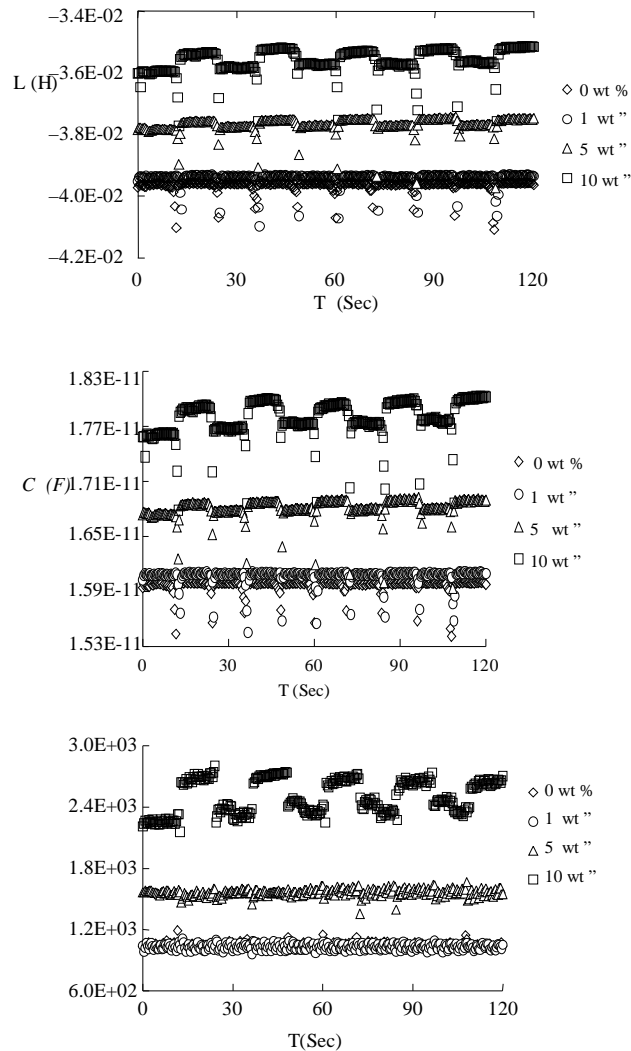 −3.4E-02
L (H)
−3.6E-02
−3.8E-02
−4.0E-02
−4.2E-02
0 30 60 90 120
T (Sec)
◇ 0 wt %
○ 1 wt ”
△ 5 wt ”
□ 10 wt ”
1.83E-11
1.77E-11
C (F)
1.71E-11
1.65E-11
1.59E-11
1.53E-11
0 30 60 90 120
T (Sec)
◇ 0 wt %
○ 1 wt ”
△ 5 wt ”
□ 10 wt ”
3.0E+03
2.4E+03
1.8E+03
1.2E+03
6.0E+02
0 30 60 90 120
T(Sec)
◇ 0 wt %
○ 1 wt ”
△ 5 wt ”
□ 10 wt ”